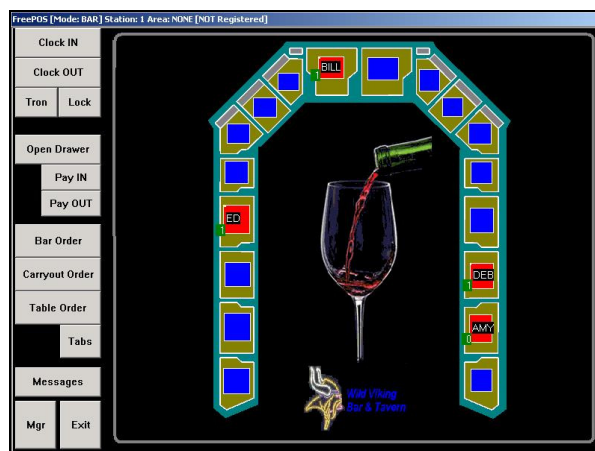 FreePOS [Mode: BAR] Station: 1 Area: NONE [NOT Registered]
Clock IN
Clock OUT
Tron Lock
Open Drawer
Pay IN
Pay OUT
Bar Order
Carryout Order
Table Order
Tabs
Messages
Mgr Exit
BILL
1
ED
1
DEB
1
AMY
0
Wild Viking
Bar & Tavern